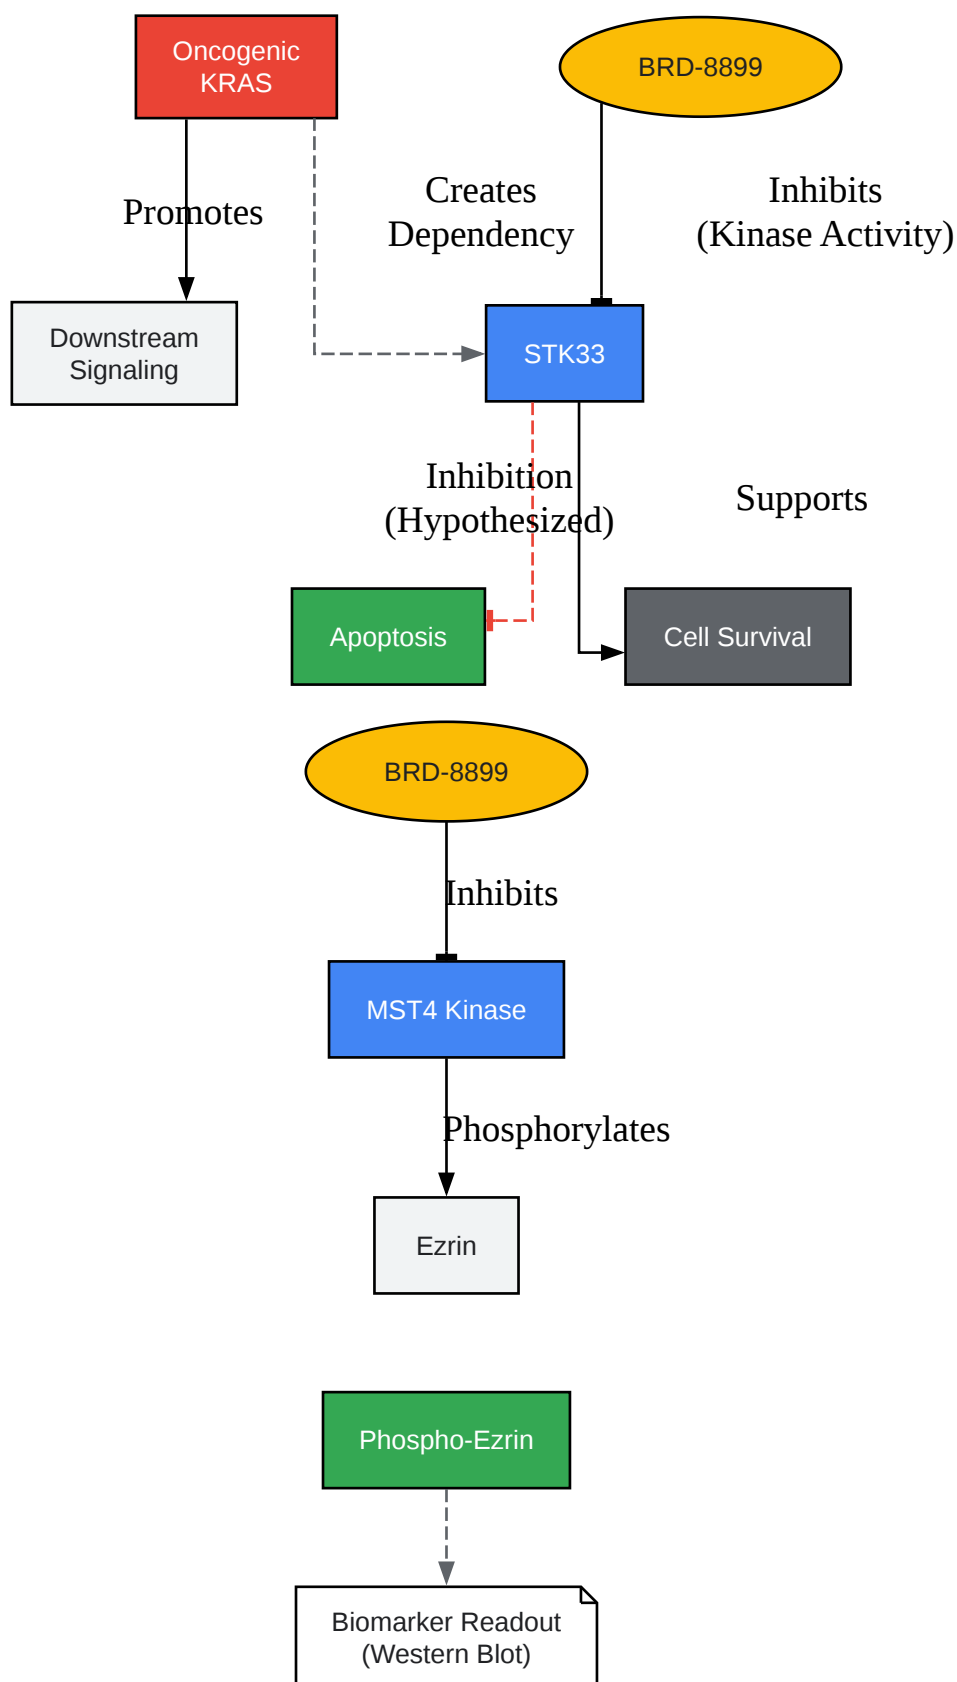 Oncogenic
KRAS
BRD-8899
Promotes
Creates
Dependency
Inhibits
(Kinase Activity)
Downstream
Signaling
STK33
Inhibition
(Hypothesized)
Supports
Apoptosis
Cell Survival
BRD-8899
Inhibits
MST4 Kinase
Phosphorylates
Ezrin
Phospho-Ezrin
Biomarker Readout
(Western Blot)